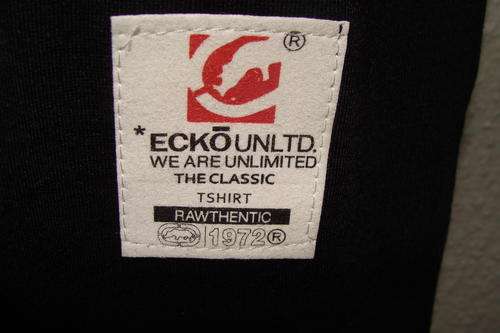 ®
*ECKŌ UNLTD.
WE ARE UNLIMITED
THE CLASSIC
TSHIRT
RAWTHENTIC
1972®